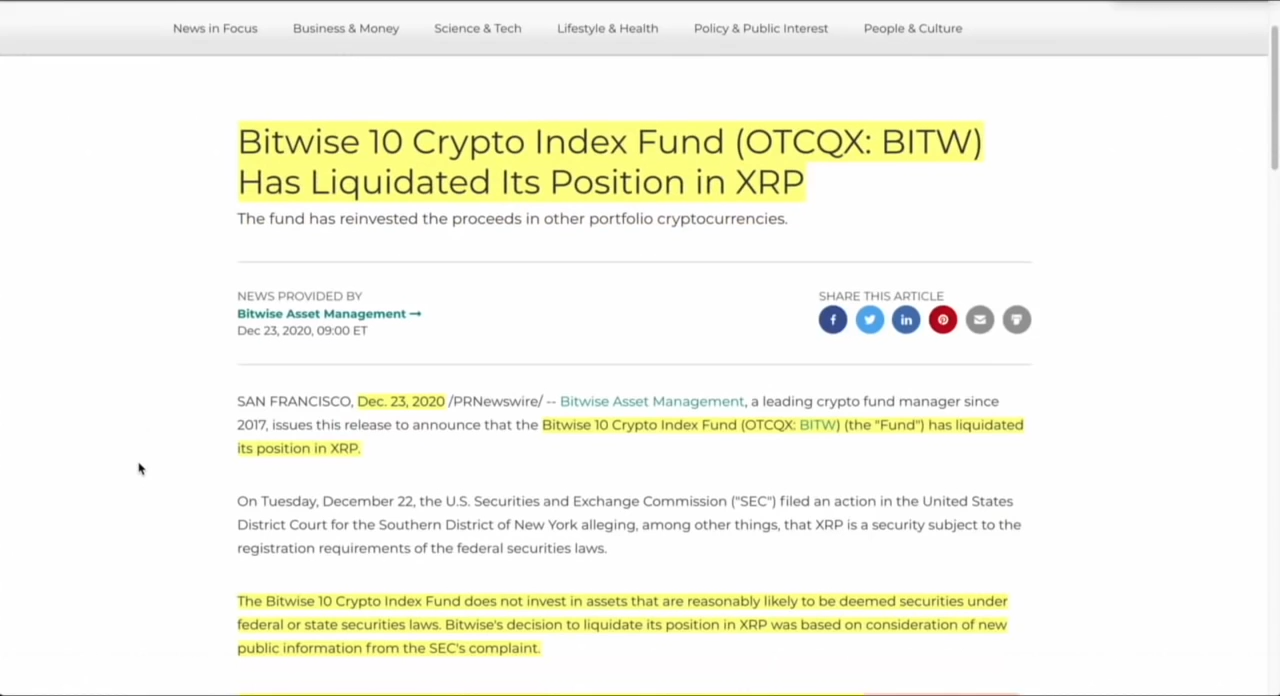 News in Focus Business & Money Science & Tech Lifestyle & Health Policy & Public Interest People & Culture
Bitwise 10 Crypto Index Fund (OTCQX: BITW)
Has Liquidated Its Position in XRP
The fund has reinvested the proceeds in other portfolio cryptocurrencies.
NEWS PROVIDED BY
Bitwise Asset Management →
Dec 23, 2020, 09:00 ET
SHARE THIS ARTICLE
SAN FRANCISCO, Dec. 23, 2020 /PRNewswire/ -- Bitwise Asset Management, a leading crypto fund manager since
2017, issues this release to announce that the Bitwise 10 Crypto Index Fund (OTCQX: BITW) (the "Fund") has liquidated
its position in XRP.
On Tuesday, December 22, the U.S. Securities and Exchange Commission ("SEC") filed an action in the United States
District Court for the Southern District of New York alleging, among other things, that XRP is a security subject to the
registration requirements of the federal securities laws.
The Bitwise 10 Crypto Index Fund does not invest in assets that are reasonably likely to be deemed securities under
federal or state securities laws. Bitwise's decision to liquidate its position in XRP was based on consideration of new
public information from the SEC's complaint.